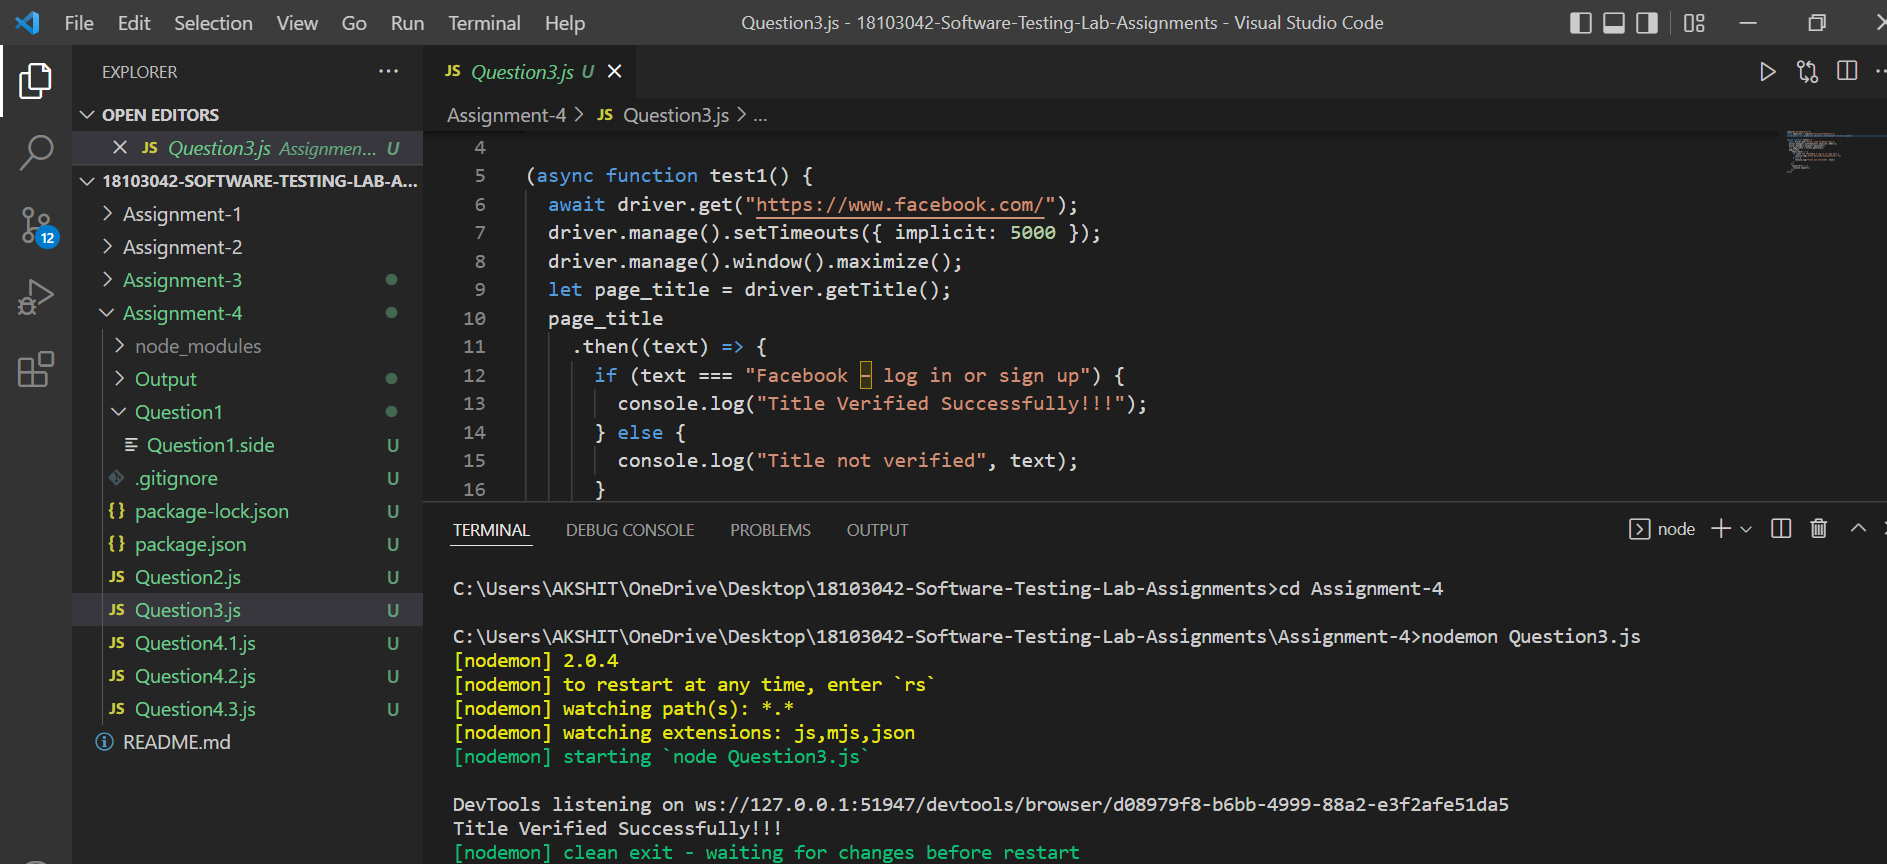 File Edit Selection View Go Run Terminal Help Question3.js - 18103042-Software-Testing-Lab-Assignments - Visual Studio Code
EXPLORER
OPEN EDITORS
JS Question3.js Assignmen... U
18103042-SOFTWARE-TESTING-LAB-A...
Assignment-1
Assignment-2
Assignment-3
Assignment-4
node_modules
Output
Question1
Question1.side U
.gitignore U
{} package-lock.json U
{} package.json U
JS Question2.js U
JS Question3.js U
JS Question4.1.js U
JS Question4.2.js U
JS Question4.3.js U
README.md
12
JS Question3.js U
Assignment-4 > JS Question3.js > ...
4
5 (async function test1() {
6 await driver.get("https://www.facebook.com/");
7 driver.manage().setTimeouts({ implicit: 5000 });
8 driver.manage().window().maximize();
9 let page_title = driver.getTitle();
10 page_title
11 .then((text) => {
12 if (text === "Facebook – log in or sign up") {
13 console.log("Title Verified Successfully!!!");
14 } else {
15 console.log("Title not verified", text);
16 }
TERMINAL DEBUG CONSOLE PROBLEMS OUTPUT node
C:\Users\AKSHIT\OneDrive\Desktop\18103042-Software-Testing-Lab-Assignments>cd Assignment-4
C:\Users\AKSHIT\OneDrive\Desktop\18103042-Software-Testing-Lab-Assignments\Assignment-4>nodemon Question3.js
[nodemon] 2.0.4
[nodemon] to restart at any time, enter `rs`
[nodemon] watching path(s): *.*
[nodemon] watching extensions: js,mjs,json
[nodemon] starting `node Question3.js`
DevTools listening on ws://127.0.0.1:51947/devtools/browser/d08979f8-b6bb-4999-88a2-e3f2afe51da5
Title Verified Successfully!!!
[nodemon] clean exit - waiting for changes before restart